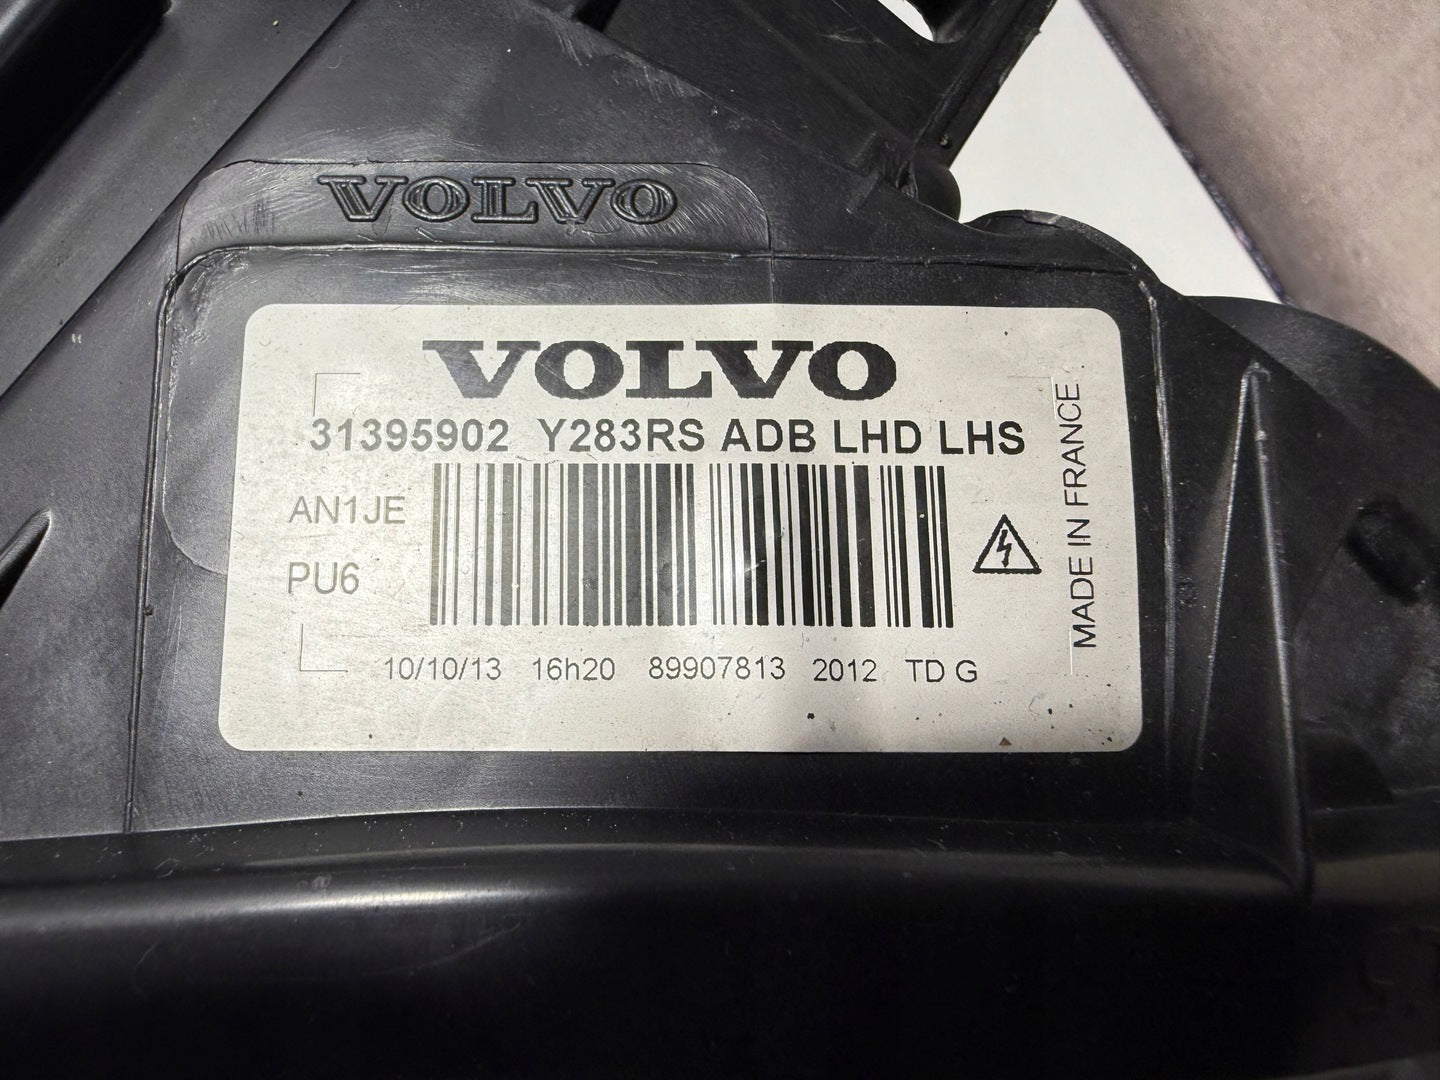 VOLVO
VOLVO
31395902 Y283RS ADB LHD LHS
AN1JE
PU6
MADE IN FRANCE
10/10/13 16h20 89907813 2012 TD G